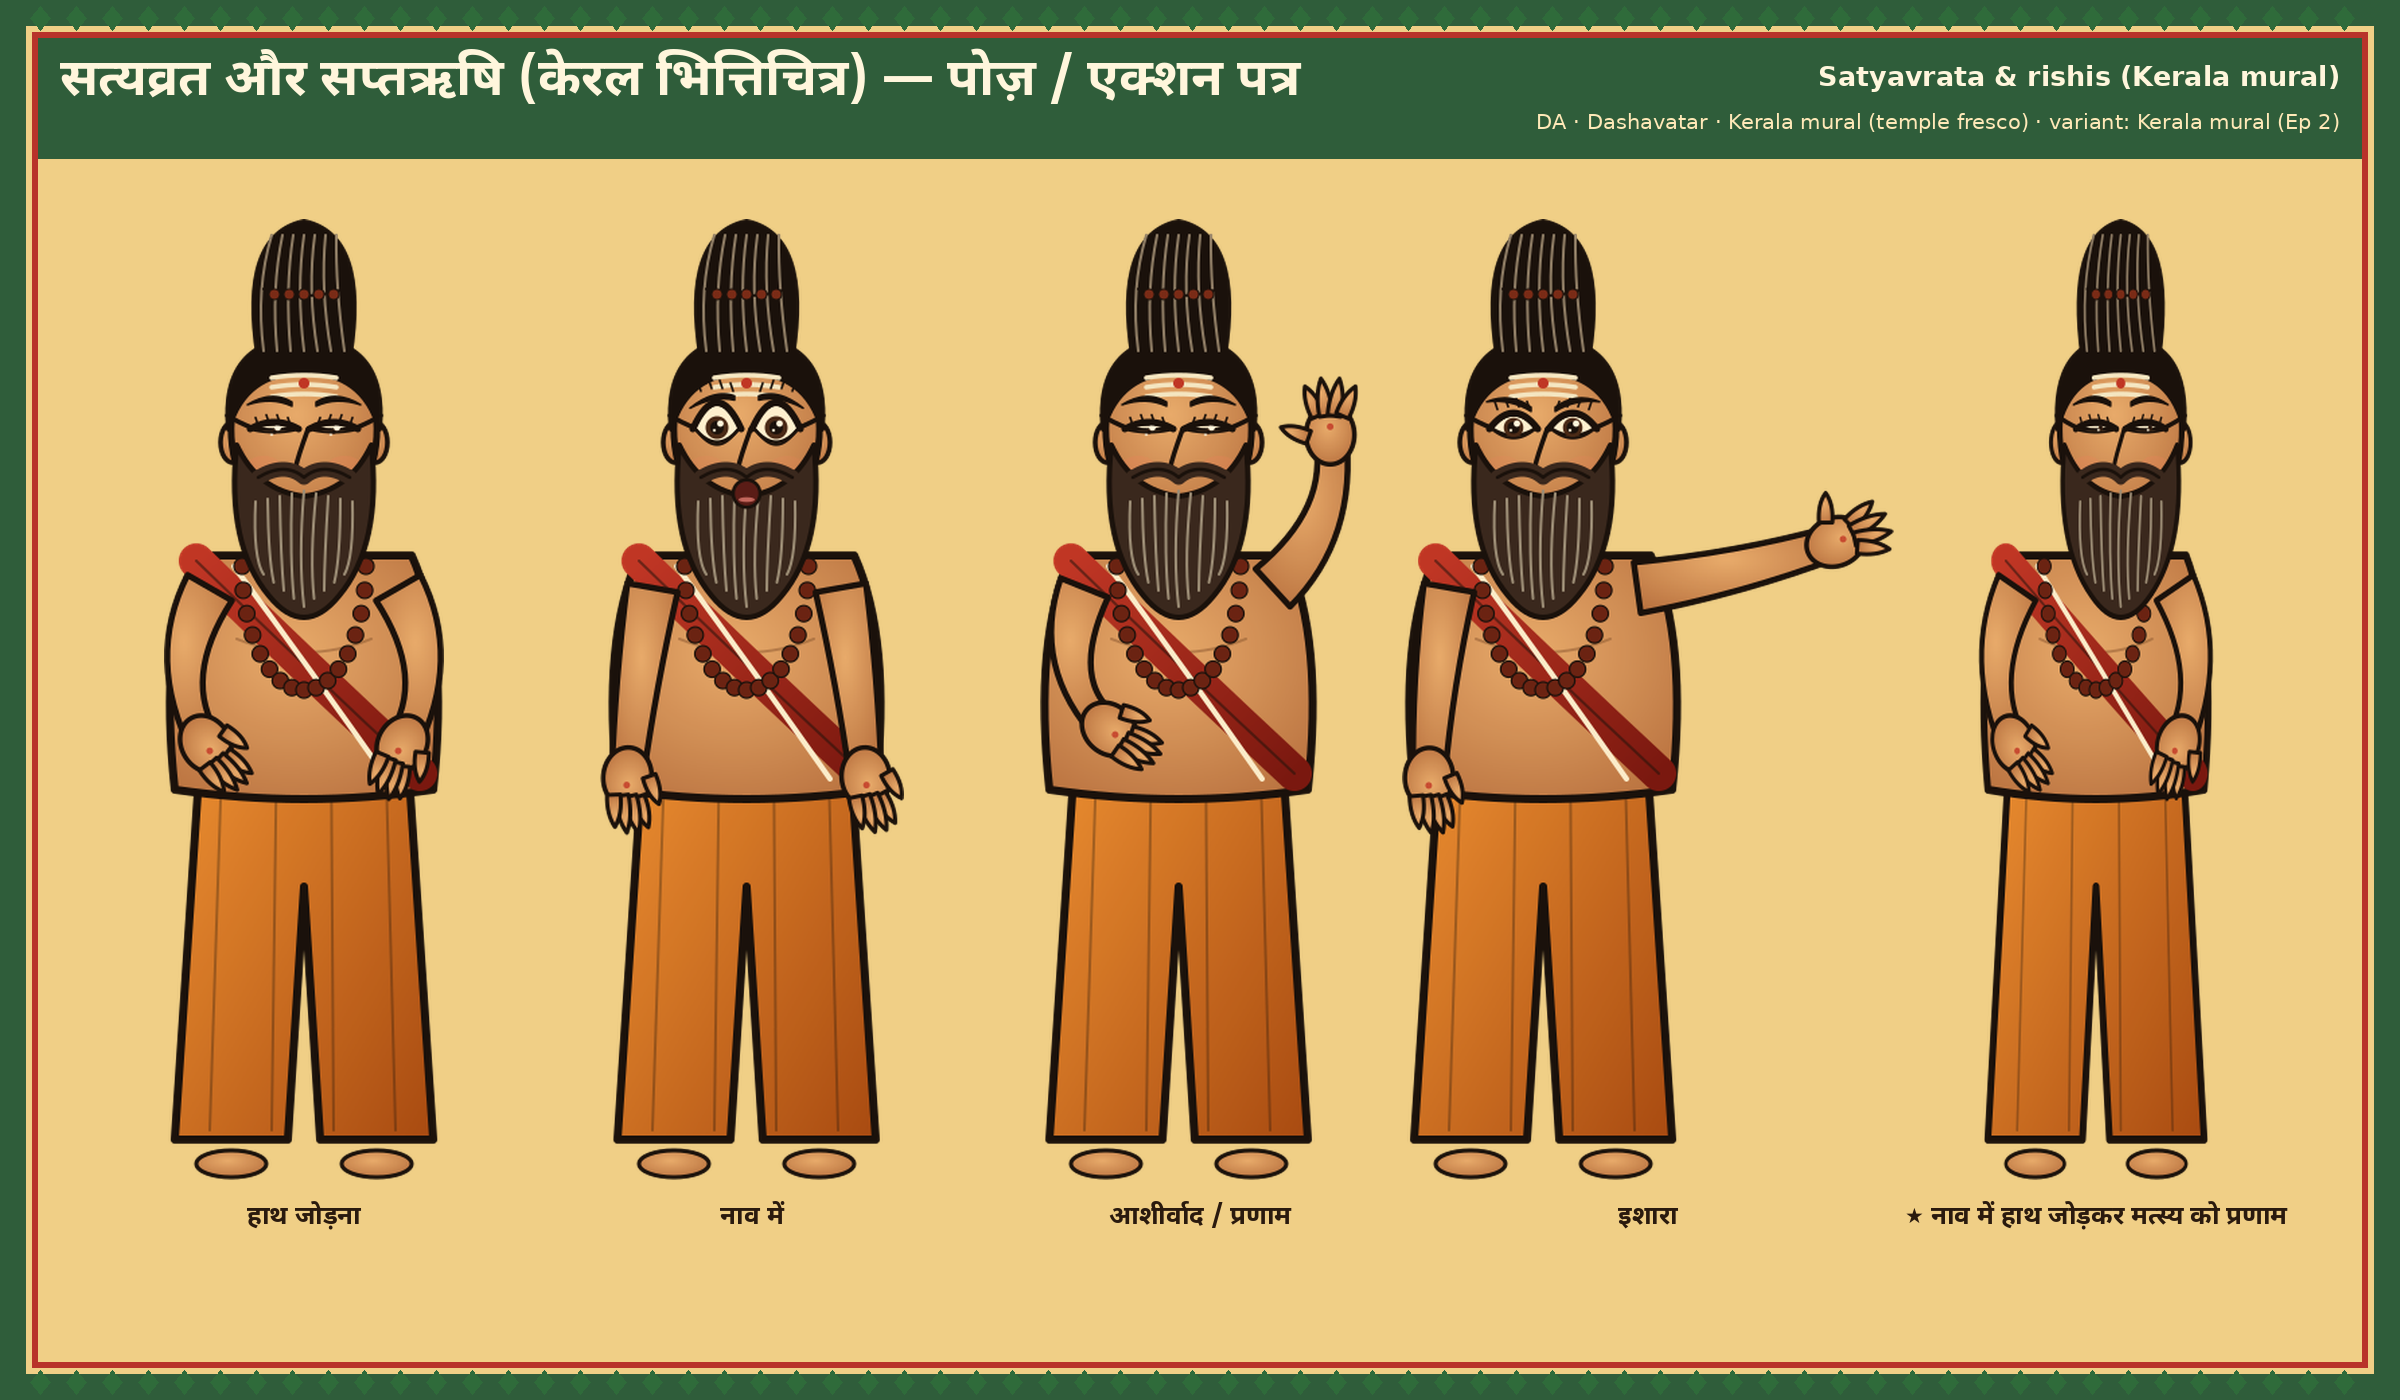 सत्यव्रत और सप्तऋषि (केरल भित्तिचित्र) — पोज़ / एक्शन पत्र
Satyavrata & rishis (Kerala mural)
DA · Dashavatar · Kerala mural (temple fresco) · variant: Kerala mural (Ep 2)
हाथ जोड़ना
नाव में
आशीर्वाद / प्रणाम
इशारा
★ नाव में हाथ जोड़कर मत्स्य को प्रणाम